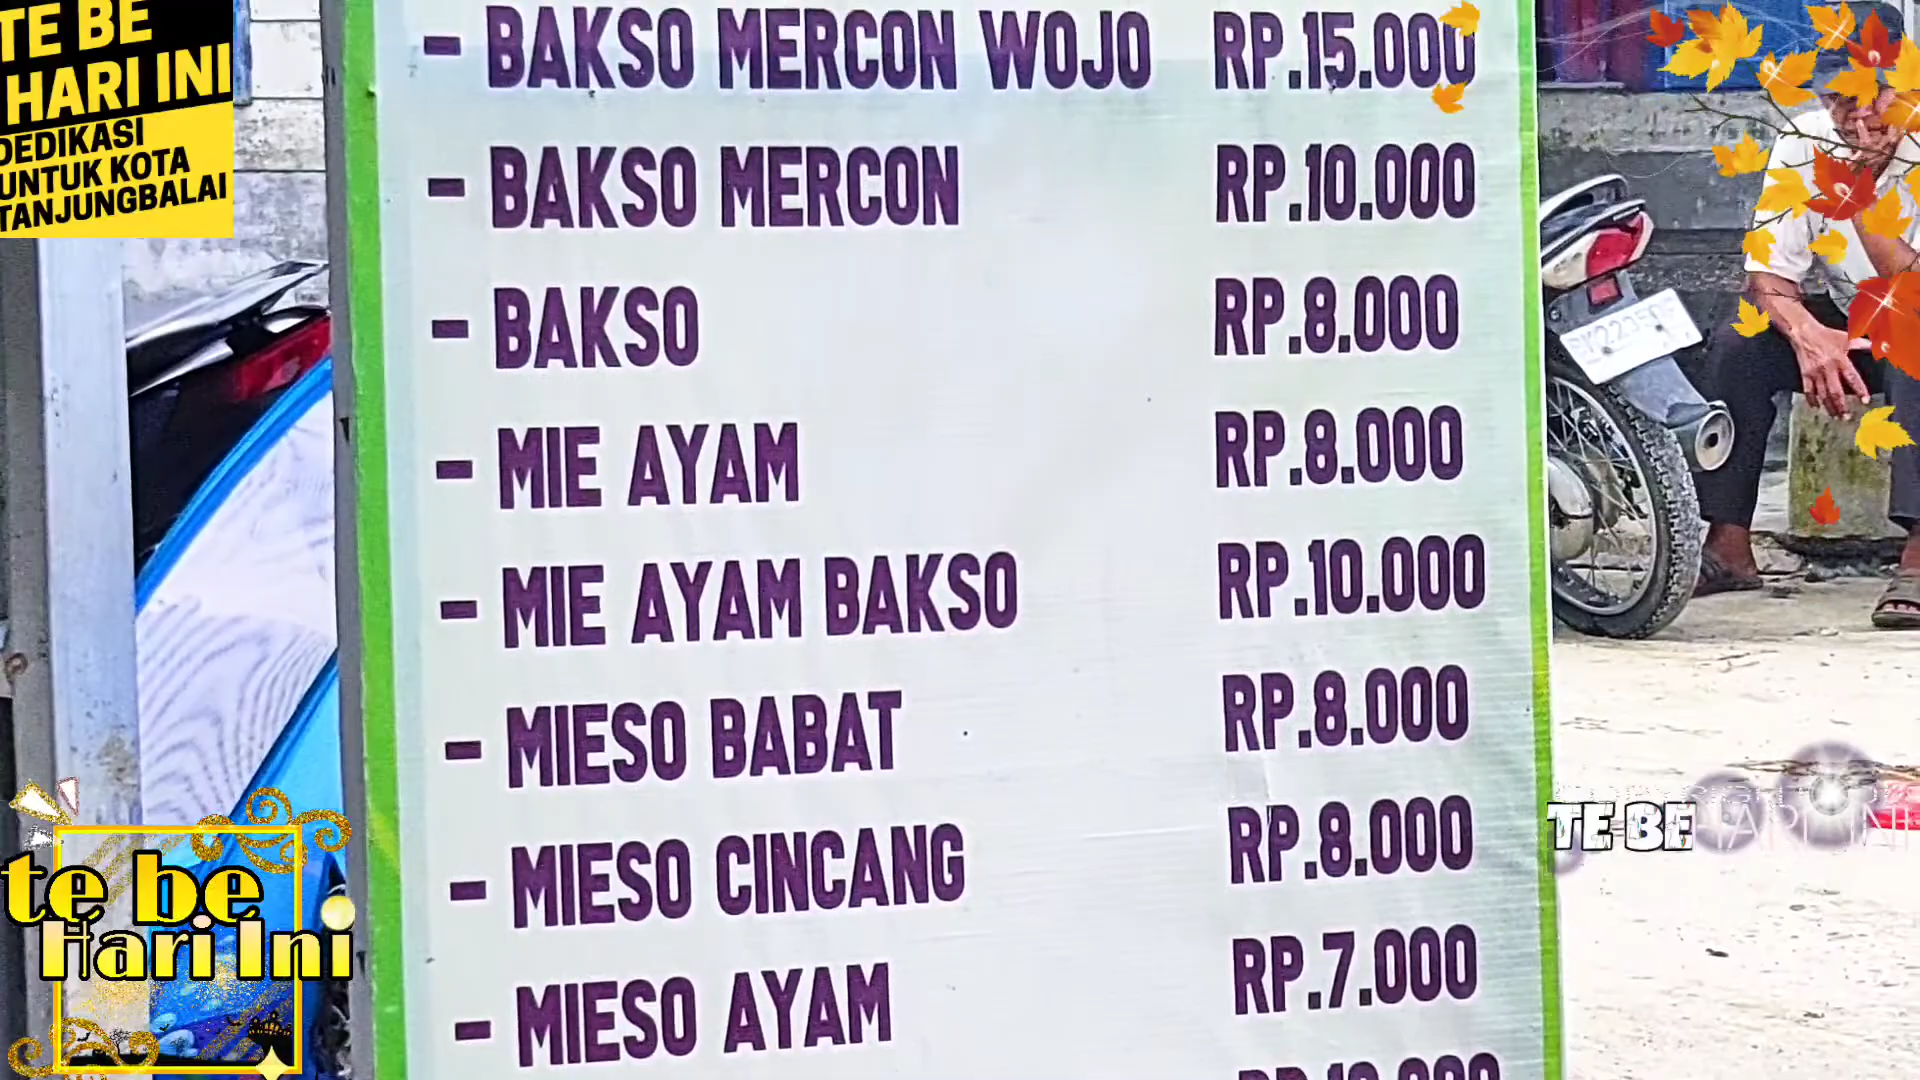 TE BE
HARI INI
DEDIKASI
UNTUK KOTA
TANJUNGBALAI
- BAKSO MERCON WOJO RP.15.000
- BAKSO MERCON RP.10.000
- BAKSO RP.8.000
- MIE AYAM RP.8.000
- MIE AYAM BAKSO RP.10.000
- MIESO BABAT RP.8.000
- MIESO CINCANG RP.8.000
- MIESO AYAM RP.7.000
te be
Hari Ini
TE BE HARI INI